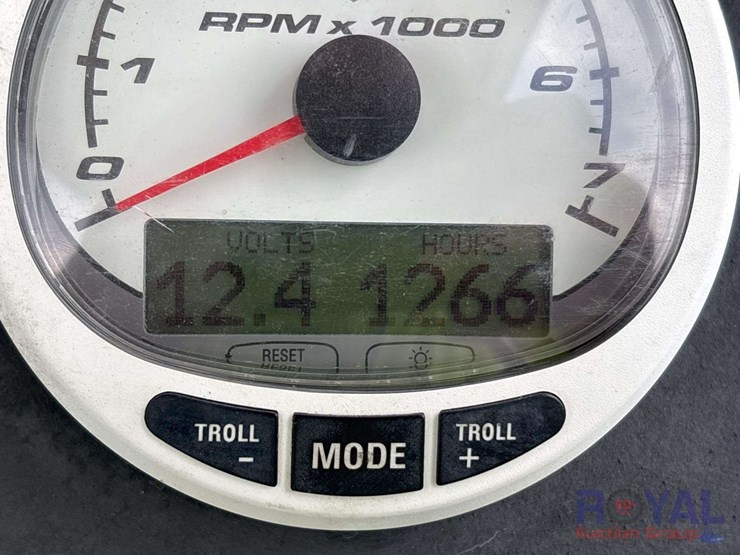 RPM x 1000
1 6
0 7
VOLTS HOURS
12.4 1266
RESET
TROLL - MODE TROLL +
ROYAL
Auction Group